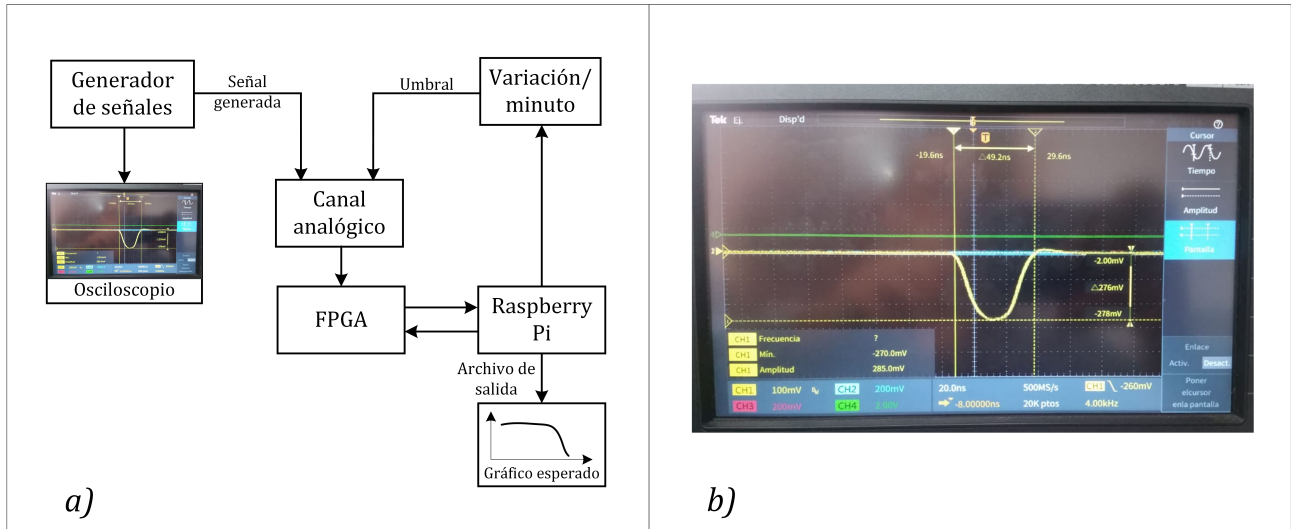 Generador
de señales
Señal
generada
Umbral
Variación/
minuto
Canal
analógico
Osciloscopio
FPGA
Raspberry
Pi
Archivo de
salida
Gráfico esperado
a)
Tek
Disp'd
Cursor
-19.6ns
△49.2ns
29.6ns
Tiempo
Amplitud
Pantalla
-2.00mV
△276mV
-278mV
CH1 Frecuencia ?
CH1 Mín. -270.0mV
CH1 Amplitud 285.0mV
Enlace
Activ. Desact.
CH1 100mV CH2 200mV 20.0ns 500MS/s CH1 -260mV
CH3 200mV CH4 2.00V -8.00000ns 20K ptos 4.00kHz
Poner
elcursor
enla pantalla
b)